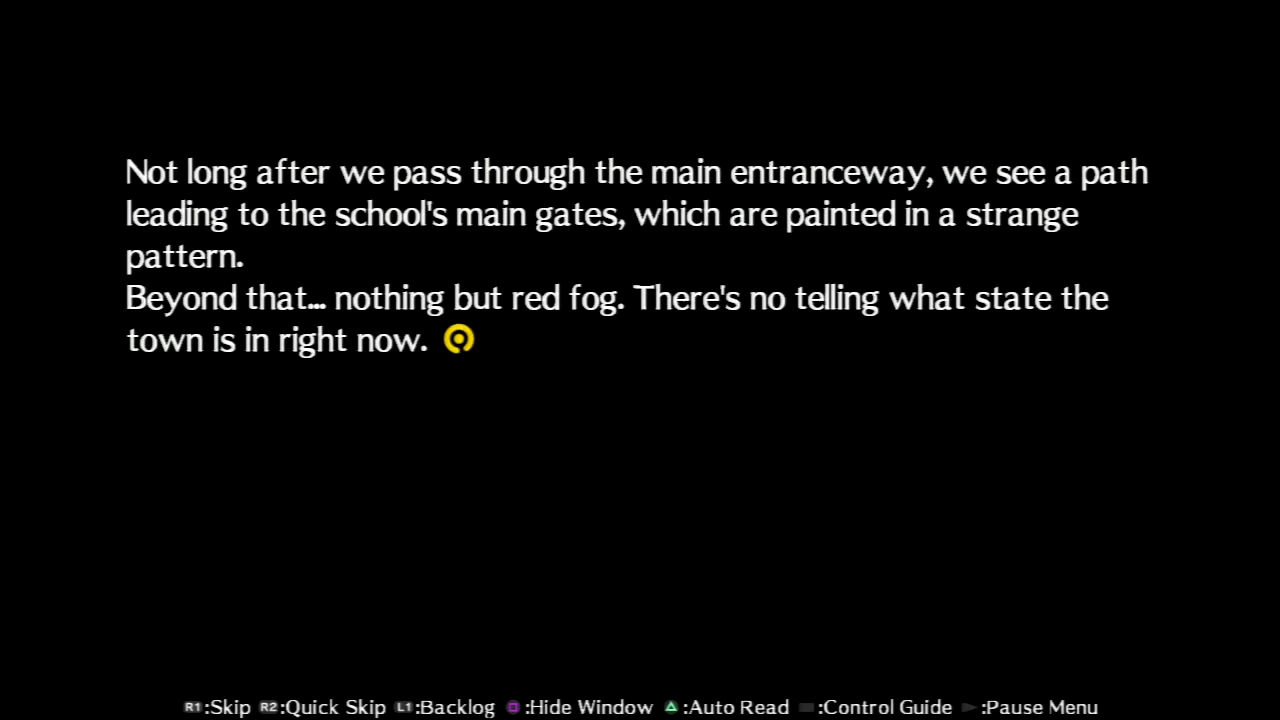 Not long after we pass through the main entranceway, we see a path
leading to the school's main gates, which are painted in a strange
pattern.
Beyond that... nothing but red fog. There's no telling what state the
town is in right now.
R1:Skip R2:Quick Skip L1:Backlog :Hide Window :Auto Read :Control Guide :Pause Menu